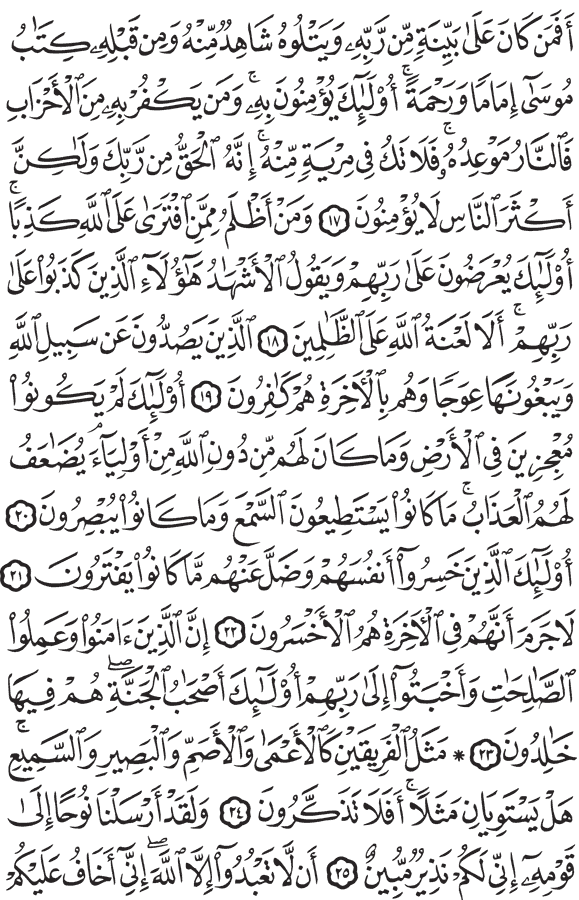 أَفَمَن كَانَ عَلَىٰ بَيِّنَةٍ مِّن رَّبِّهِۦ وَيَتْلُوهُ شَاهِدٌ مِّنْهُ وَمِن قَبْلِهِۦ كِتَٰبُ
مُوسَىٰٓ إِمَامًا وَرَحْمَةً ۚ أُو۟لَٰٓئِكَ يُؤْمِنُونَ بِهِۦ ۚ وَمَن يَكْفُرْ بِهِۦ مِنَ ٱلْأَحْزَابِ
فَٱلنَّارُ مَوْعِدُهُۥ ۚ فَلَا تَكُ فِى مِرْيَةٍ مِّنْهُ ۚ إِنَّهُ ٱلْحَقُّ مِن رَّبِّكَ وَلَٰكِنَّ
أَكْثَرَ ٱلنَّاسِ لَا يُؤْمِنُونَ ١٧ وَمَنْ أَظْلَمُ مِمَّنِ ٱفْتَرَىٰ عَلَى ٱللَّهِ كَذِبًا ۚ
أُو۟لَٰٓئِكَ يُعْرَضُونَ عَلَىٰ رَبِّهِمْ وَيَقُولُ ٱلْأَشْهَٰدُ هَٰٓؤُلَآءِ ٱلَّذِينَ كَذَبُوا۟ عَلَىٰ
رَبِّهِمْ ۚ أَلَا لَعْنَةُ ٱللَّهِ عَلَى ٱلظَّٰلِمِينَ ١٨ ٱلَّذِينَ يَصُدُّونَ عَن سَبِيلِ ٱللَّهِ
وَيَبْغُونَهَا عِوَجًا وَهُم بِٱلْءَاخِرَةِ هُمْ كَٰفِرُونَ ١٩ أُو۟لَٰٓئِكَ لَمْ يَكُونُوا۟
مُعْجِزِينَ فِى ٱلْأَرْضِ وَمَا كَانَ لَهُم مِّن دُونِ ٱللَّهِ مِنْ أَوْلِيَآءَ ۘ يُضَٰعَفُ
لَهُمُ ٱلْعَذَابُ ۚ مَا كَانُوا۟ يَسْتَطِيعُونَ ٱلسَّمْعَ وَمَا كَانُوا۟ يُبْصِرُونَ ٢٠
أُو۟لَٰٓئِكَ ٱلَّذِينَ خَسِرُوٓا۟ أَنفُسَهُمْ وَضَلَّ عَنْهُم مَّا كَانُوا۟ يَفْتَرُونَ ٢١
لَا جَرَمَ أَنَّهُمْ فِى ٱلْءَاخِرَةِ هُمُ ٱلْأَخْسَرُونَ ٢٢ إِنَّ ٱلَّذِينَ ءَامَنُوا۟ وَعَمِلُوا۟
ٱلصَّٰلِحَٰتِ وَأَخْبَتُوٓا۟ إِلَىٰ رَبِّهِمْ أُو۟لَٰٓئِكَ أَصْحَٰبُ ٱلْجَنَّةِ ۖ هُمْ فِيهَا
خَٰلِدُونَ ٢٣ * مَثَلُ ٱلْفَرِيقَيْنِ كَٱلْأَعْمَىٰ وَٱلْأَصَمِّ وَٱلْبَصِيرِ وَٱلسَّمِيعِ ۚ
هَلْ يَسْتَوِيَانِ مَثَلًا ۚ أَفَلَا تَذَكَّرُونَ ٢٤ وَلَقَدْ أَرْسَلْنَا نُوحًا إِلَىٰ
قَوْمِهِۦٓ إِنِّى لَكُمْ نَذِيرٌ مُّبِينٌ ٢٥ أَن لَّا تَعْبُدُوٓا۟ إِلَّا ٱللَّهَ ۖ إِنِّىٓ أَخَافُ عَلَيْكُمْ